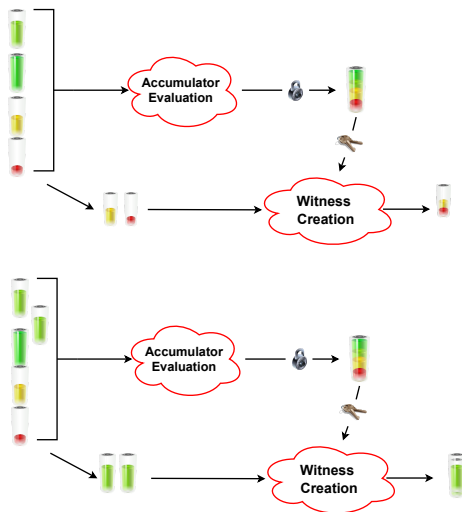 Accumulator
Evaluation
Witness
Creation
Accumulator
Evaluation
Witness
Creation